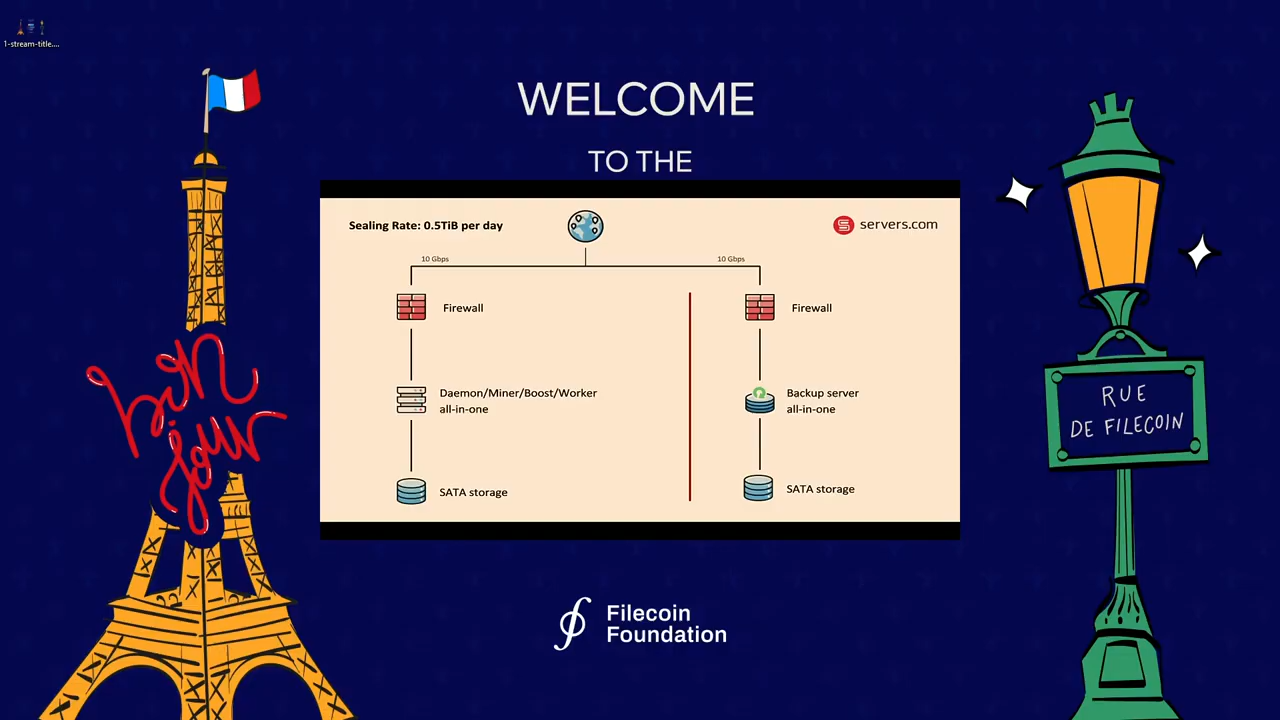 1-stream-title....
WELCOME
TO THE
Sealing Rate: 0.5TiB per day
servers.com
10 Gbps
10 Gbps
Firewall
Firewall
Daemon/Miner/Boost/Worker
all-in-one
Backup server
all-in-one
SATA storage
SATA storage
bon
jour
RUE
DE FILECOIN
Filecoin
Foundation